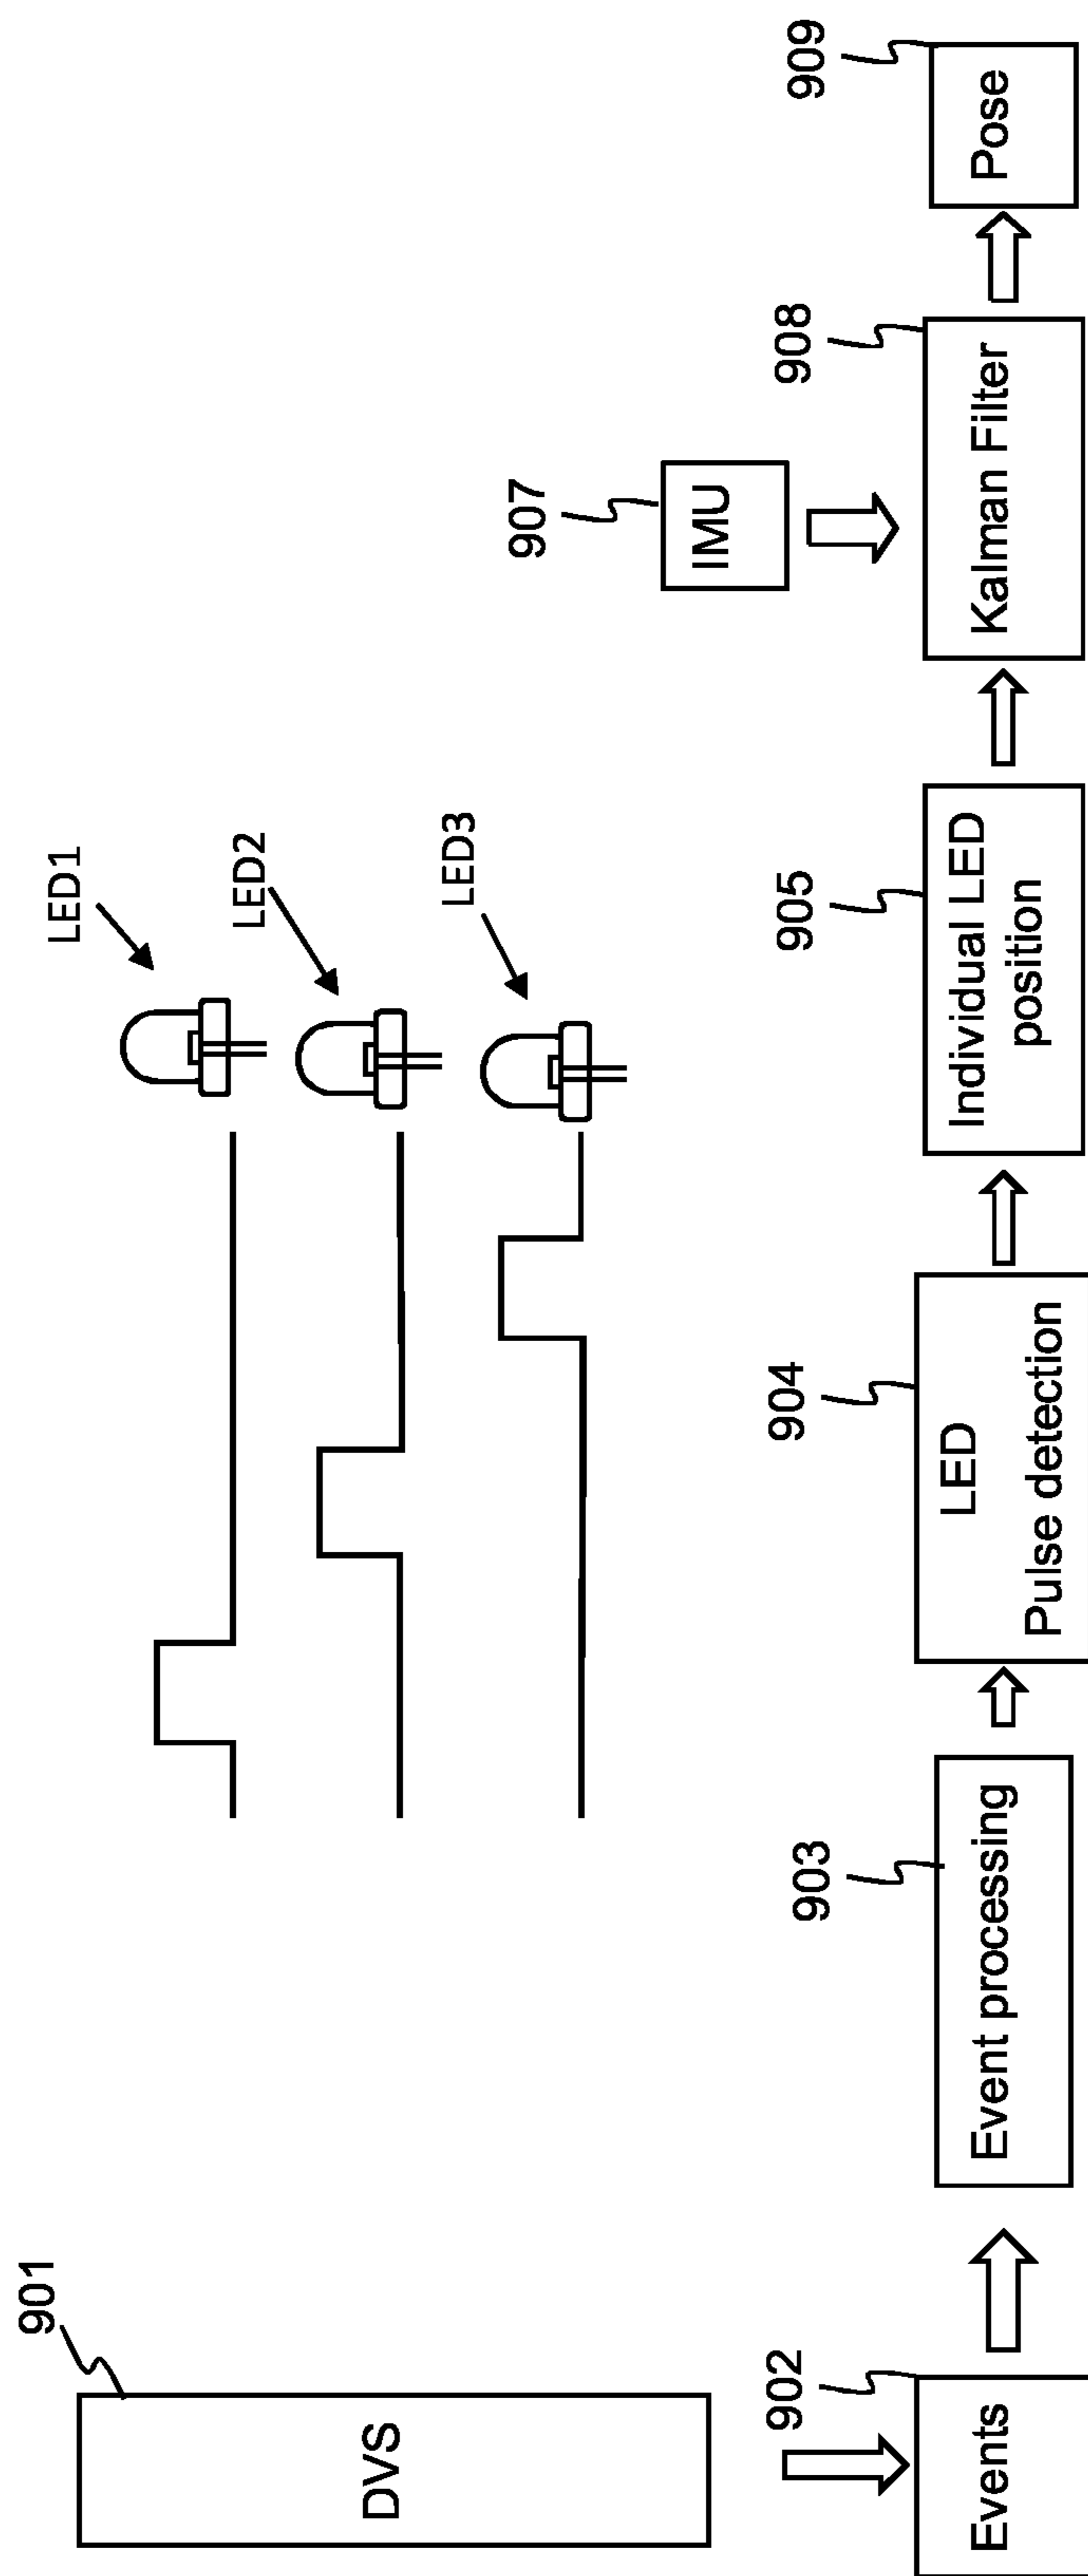 901
DVS
LED1
LED2
LED3
902
Events
903
Event processing
904
LED
Pulse detection
905
Individual LED
position
907
IMU
908
Kalman Filter
909
Pose